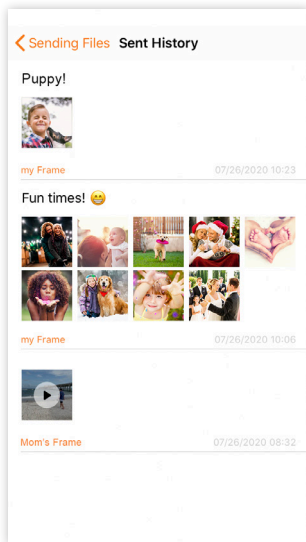 Sending Files Sent History
Puppy!
my Frame 07/26/2020 10:23
Fun times! 😁
my Frame 07/26/2020 10:06
Mom's Frame 07/26/2020 08:32